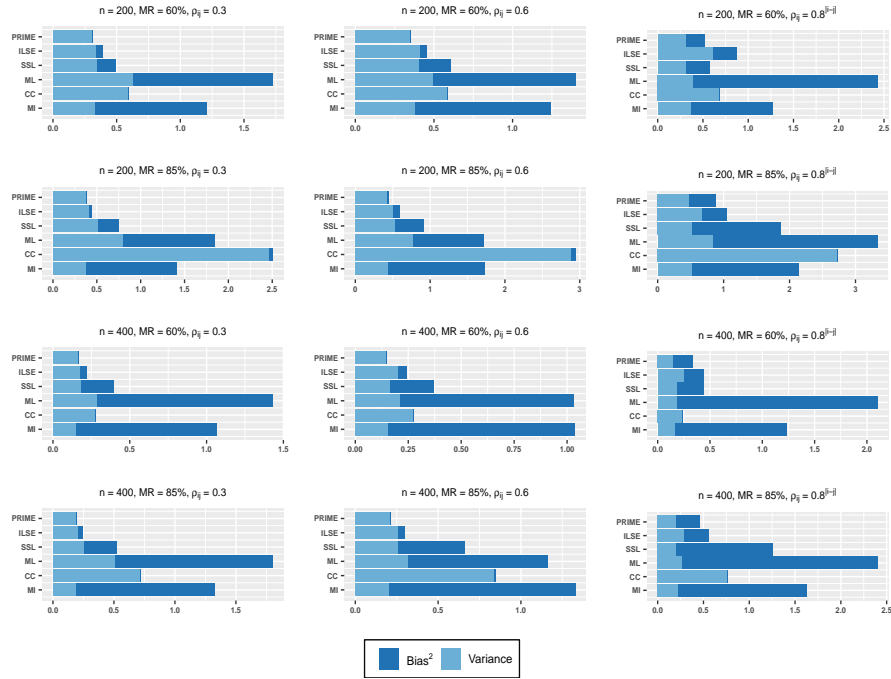 n = 200, MR = 60%, ρij = 0.3
PRIME
ILSE
SSL
ML
CC
MI
0.0 0.5 1.0 1.5
n = 200, MR = 60%, ρij = 0.6
0.0 0.5 1.0
n = 200, MR = 60%, ρij = 0.8|i−j|
PRIME
ILSE
SSL
ML
CC
MI
0.0 0.5 1.0 1.5 2.0 2.5
n = 200, MR = 85%, ρij = 0.3
PRIME
ILSE
SSL
ML
CC
MI
0.0 0.5 1.0 1.5 2.0 2.5
n = 200, MR = 85%, ρij = 0.6
PRIME
ILSE
SSL
ML
CC
MI
0 1 2 3
n = 200, MR = 85%, ρij = 0.8|i−j|
PRIME
ILSE
SSL
ML
CC
MI
0 1 2 3
n = 400, MR = 60%, ρij = 0.3
PRIME
ILSE
SSL
ML
CC
MI
0.0 0.5 1.0 1.5
n = 400, MR = 60%, ρij = 0.6
PRIME
ILSE
SSL
ML
CC
MI
0.00 0.25 0.50 0.75 1.00
n = 400, MR = 60%, ρij = 0.8|i−j|
PRIME
ILSE
SSL
ML
CC
MI
0.0 0.5 1.0 1.5 2.0
n = 400, MR = 85%, ρij = 0.3
PRIME
ILSE
SSL
ML
CC
MI
0.0 0.5 1.0 1.5
n = 400, MR = 85%, ρij = 0.6
PRIME
ILSE
SSL
ML
CC
MI
0.0 0.5 1.0
n = 400, MR = 85%, ρij = 0.8|i−j|
PRIME
ILSE
SSL
ML
CC
MI
0.0 0.5 1.0 1.5 2.0 2.5
Bias² Variance